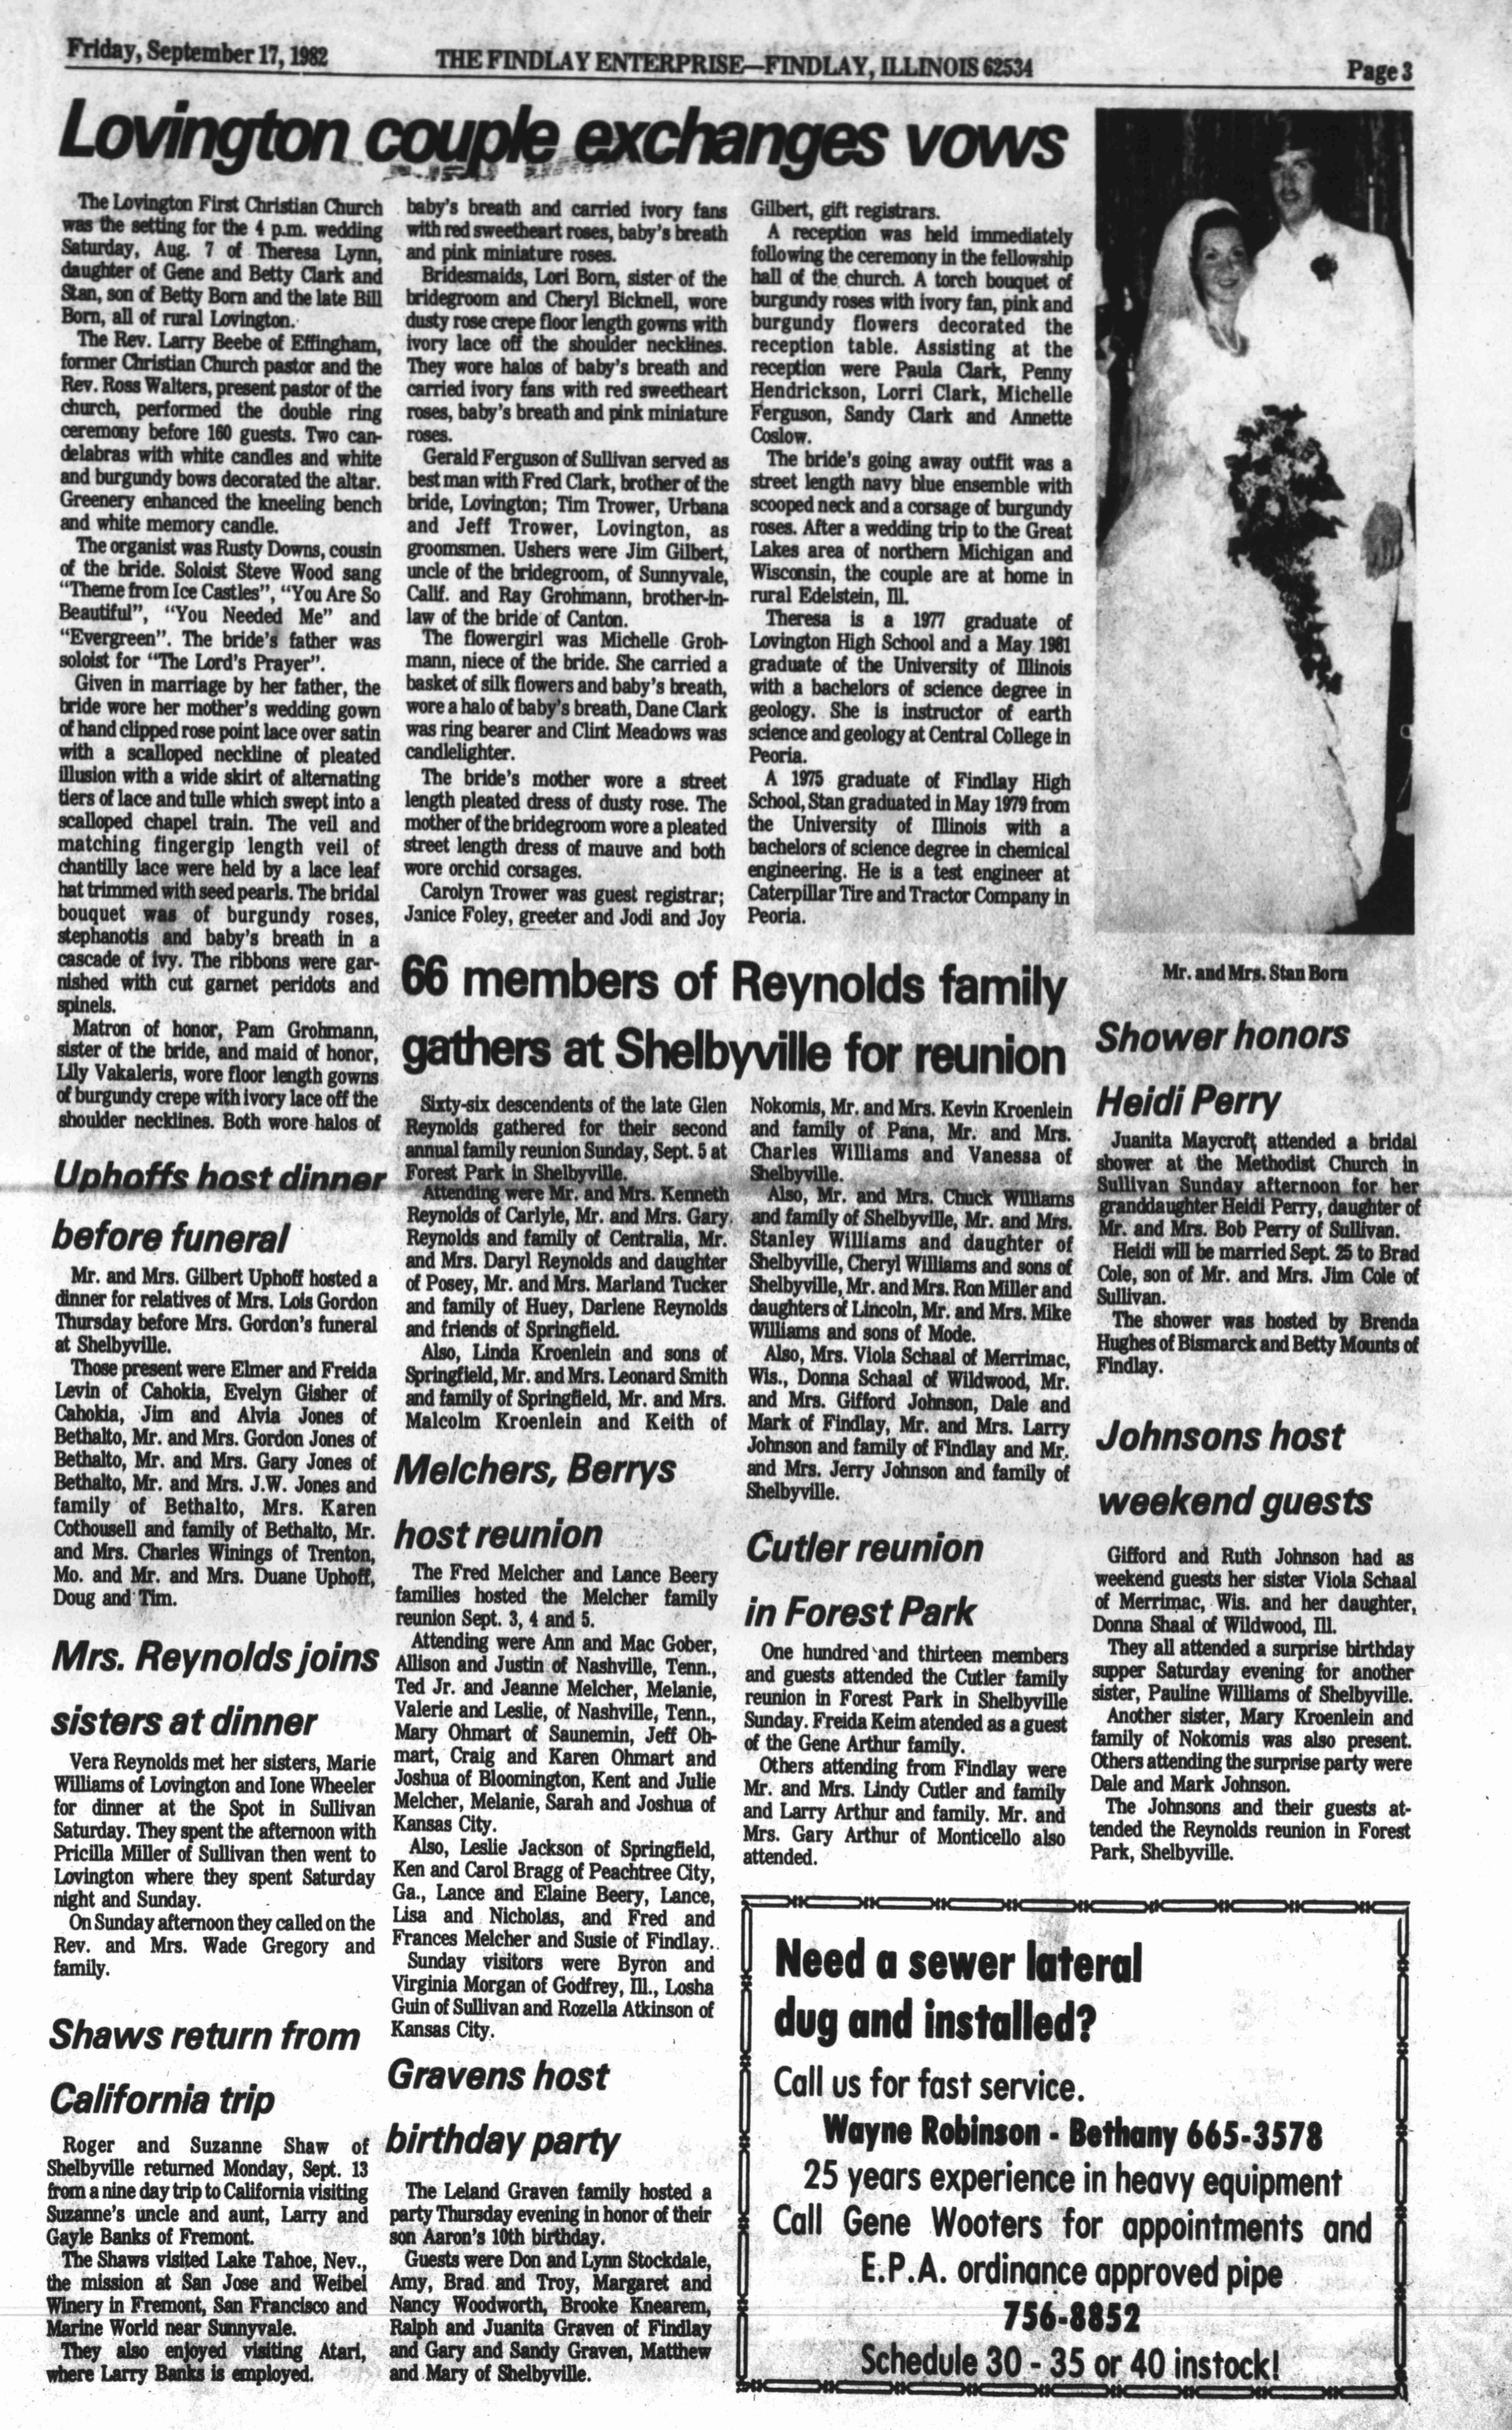 Friday, September 17, 1982
THE FINDLAY ENTERPRISE—FINDLAY, ILLINOIS 62534
Page 3
Lovington couple exchanges vows
The Lovington First Christian Church
was the setting for the 4 p.m. wedding
Saturday, Aug. 7 of Theresa Lynn,
daughter of Gene and Betty Clark and
Stan, son of Betty Born and the late Bill
Born, all of rural Lovington.
The Rev. Larry Beebe of Effingham,
former Christian Church pastor and the
Rev. Ross Walters, present pastor of the
church, performed the double ring
ceremony before 160 guests. Two can-
delabras with white candles and white
and burgundy bows decorated the altar.
Greenery enhanced the kneeling bench
and white memory candle.
The organist was Rusty Downs, cousin
of the bride. Soloist Steve Wood sang
"Theme from Ice Castles", "You Are So
Beautiful", "You Needed Me" and
"Evergreen". The bride's father was
soloist for "The Lord's Prayer".
Given in marriage by her father, the
bride wore her mother's wedding gown
of hand clipped rose point lace over satin
with a scalloped neckline of pleated
illusion with a wide skirt of alternating
tiers of lace and tulle which swept into a
scalloped chapel train. The veil and
matching fingergip length veil of
chantilly lace were held by a lace leaf
hat trimmed with seed pearls. The bridal
bouquet was of burgundy roses,
stephanotis and baby's breath in a
cascade of ivy. The ribbons were gar-
nished with cut garnet peridots and
spinels.
Matron of honor, Pam Grohmann,
sister of the bride, and maid of honor,
Lily Vakaleris, wore floor length gowns
of burgundy crepe with ivory lace off the
shoulder necklines. Both wore halos of
baby's breath and carried ivory fans
with red sweetheart roses, baby's breath
and pink miniature roses.
Bridesmaids, Lori Born, sister of the
bridegroom and Cheryl Bicknell, wore
dusty rose crepe floor length gowns with
ivory lace off the shoulder necklines.
They wore halos of baby's breath and
carried ivory fans with red sweetheart
roses, baby's breath and pink miniature
roses.
Gerald Ferguson of Sullivan served as
best man with Fred Clark, brother of the
bride, Lovington; Tim Trower, Urbana
and Jeff Trower, Lovington, as
groomsmen. Ushers were Jim Gilbert,
uncle of the bridegroom, of Sunnyvale,
Calif. and Ray Grohmann, brother-in-
law of the bride of Canton.
The flowergirl was Michelle Groh-
mann, niece of the bride. She carried a
basket of silk flowers and baby's breath,
wore a halo of baby's breath, Dane Clark
was ring bearer and Clint Meadows was
candlelighter.
The bride's mother wore a street
length pleated dress of dusty rose. The
mother of the bridegroom wore a pleated
street length dress of mauve and both
wore orchid corsages.
Carolyn Trower was guest registrar;
Janice Foley, greeter and Jodi and Joy
Gilbert, gift registrars.
A reception was held immediately
following the ceremony in the fellowship
hall of the church. A torch bouquet of
burgundy roses with ivory fan, pink and
burgundy flowers decorated the
reception table. Assisting at the
reception were Paula Clark, Penny
Hendrickson, Lorri Clark, Michelle
Ferguson, Sandy Clark and Annette
Coslow.
The bride's going away outfit was a
street length navy blue ensemble with
scooped neck and a corsage of burgundy
roses. After a wedding trip to the Great
Lakes area of northern Michigan and
Wisconsin, the couple are at home in
rural Edelstein, Ill.
Theresa is a 1977 graduate of
Lovington High School and a May 1981
graduate of the University of Illinois
with a bachelors of science degree in
geology. She is instructor of earth
science and geology at Central College in
Peoria.
A 1975 graduate of Findlay High
School, Stan graduated in May 1979 from
the University of Illinois with a
bachelors of science degree in chemical
engineering. He is a test engineer at
Caterpillar Tire and Tractor Company in
Peoria.
Mr. and Mrs. Stan Born
Uphoffs host dinner
before funeral
Mr. and Mrs. Gilbert Uphoff hosted a
dinner for relatives of Mrs. Lois Gordon
Thursday before Mrs. Gordon's funeral
at Shelbyville.
Those present were Elmer and Freida
Levin of Cahokia, Evelyn Gisher of
Cahokia, Jim and Alvia Jones of
Bethalto, Mr. and Mrs. Gordon Jones of
Bethalto, Mr. and Mrs. Gary Jones of
Bethalto, Mr. and Mrs. J.W. Jones and
family of Bethalto, Mrs. Karen
Cothousell and family of Bethalto, Mr.
and Mrs. Charles Winings of Trenton,
Mo. and Mr. and Mrs. Duane Uphoff,
Doug and Tim.
Mrs. Reynolds joins
sisters at dinner
Vera Reynolds met her sisters, Marie
Williams of Lovington and Ione Wheeler
for dinner at the Spot in Sullivan
Saturday. They spent the afternoon with
Pricilla Miller of Sullivan then went to
Lovington where they spent Saturday
night and Sunday.
On Sunday afternoon they called on the
Rev. and Mrs. Wade Gregory and
family.
Shaws return from
California trip
Roger and Suzanne Shaw of
Shelbyville returned Monday, Sept. 13
from a nine day trip to California visiting
Suzanne's uncle and aunt, Larry and
Gayle Banks of Fremont.
The Shaws visited Lake Tahoe, Nev.,
the mission at San Jose and Weibel
Winery in Fremont, San Francisco and
Marine World near Sunnyvale.
They also enjoyed visiting Atari,
where Larry Banks is employed.
66 members of Reynolds family
gathers at Shelbyville for reunion
Sixty-six descendents of the late Glen
Reynolds gathered for their second
annual family reunion Sunday, Sept. 5 at
Forest Park in Shelbyville.
Attending were Mr. and Mrs. Kenneth
Reynolds of Carlyle, Mr. and Mrs. Gary
Reynolds and family of Centralia, Mr.
and Mrs. Daryl Reynolds and daughter
of Posey, Mr. and Mrs. Marland Tucker
and family of Huey, Darlene Reynolds
and friends of Springfield.
Also, Linda Kroenlein and sons of
Springfield, Mr. and Mrs. Leonard Smith
and family of Springfield, Mr. and Mrs.
Malcolm Kroenlein and Keith of
Nokomis, Mr. and Mrs. Kevin Kroenlein
and family of Pana, Mr. and Mrs.
Charles Williams and Vanessa of
Shelbyville.
Also, Mr. and Mrs. Chuck Williams
and family of Shelbyville, Mr. and Mrs.
Stanley Williams and daughter of
Shelbyville, Cheryl Williams and sons of
Shelbyville, Mr. and Mrs. Ron Miller and
daughters of Lincoln, Mr. and Mrs. Mike
Williams and sons of Mode.
Also, Mrs. Viola Schaal of Merrimac,
Wis., Donna Schaal of Wildwood, Mr.
and Mrs. Gifford Johnson, Dale and
Mark of Findlay, Mr. and Mrs. Larry
Johnson and family of Findlay and Mr.
and Mrs. Jerry Johnson and family of
Shelbyville.
Melchers, Berrys
host reunion
The Fred Melcher and Lance Beery
families hosted the Melcher family
reunion Sept. 3, 4 and 5.
Attending were Ann and Mac Gober,
Allison and Justin of Nashville, Tenn.,
Ted Jr. and Jeanne Melcher, Melanie,
Valerie and Leslie, of Nashville, Tenn.,
Mary Ohmart of Saunemin, Jeff Oh-
mart, Craig and Karen Ohmart and
Joshua of Bloomington, Kent and Julie
Melcher, Melanie, Sarah and Joshua of
Kansas City.
Also, Leslie Jackson of Springfield,
Ken and Carol Bragg of Peachtree City,
Ga., Lance and Elaine Beery, Lance,
Lisa and Nicholas, and Fred and
Frances Melcher and Susie of Findlay.
Sunday visitors were Byron and
Virginia Morgan of Godfrey, Ill., Losha
Guin of Sullivan and Rozella Atkinson of
Kansas City.
Gravens host
birthday party
The Leland Graven family hosted a
party Thursday evening in honor of their
son Aaron's 10th birthday.
Guests were Don and Lynn Stockdale,
Amy, Brad and Troy, Margaret and
Nancy Woodworth, Brooke Knearem,
Ralph and Juanita Graven of Findlay
and Gary and Sandy Graven, Matthew
and Mary of Shelbyville.
Cutler reunion
in Forest Park
One hundred and thirteen members
and guests attended the Cutler family
reunion in Forest Park in Shelbyville
Sunday. Freida Keim atended as a guest
of the Gene Arthur family.
Others attending from Findlay were
Mr. and Mrs. Lindy Cutler and family
and Larry Arthur and family. Mr. and
Mrs. Gary Arthur of Monticello also
attended.
Shower honors
Heidi Perry
Juanita Maycroft attended a bridal
shower at the Methodist Church in
Sullivan Sunday afternoon for her
granddaughter Heidi Perry, daughter of
Mr. and Mrs. Bob Perry of Sullivan.
Heidi will be married Sept. 25 to Brad
Cole, son of Mr. and Mrs. Jim Cole of
Sullivan.
The shower was hosted by Brenda
Hughes of Bismarck and Betty Mounts of
Findlay.
Johnsons host
weekend guests
Gifford and Ruth Johnson had as
weekend guests her sister Viola Schaal
of Merrimac, Wis. and her daughter,
Donna Shaal of Wildwood, Ill.
They all attended a surprise birthday
supper Saturday evening for another
sister, Pauline Williams of Shelbyville.
Another sister, Mary Kroenlein and
family of Nokomis was also present.
Others attending the surprise party were
Dale and Mark Johnson.
The Johnsons and their guests at-
tended the Reynolds reunion in Forest
Park, Shelbyville.
Need a sewer lateral
dug and installed?
Call us for fast service.
Wayne Robinson - Bethany 665-3578
25 years experience in heavy equipment
Call Gene Wooters for appointments and
E.P.A. ordinance approved pipe
756-8852
Schedule 30 - 35 or 40 instock!